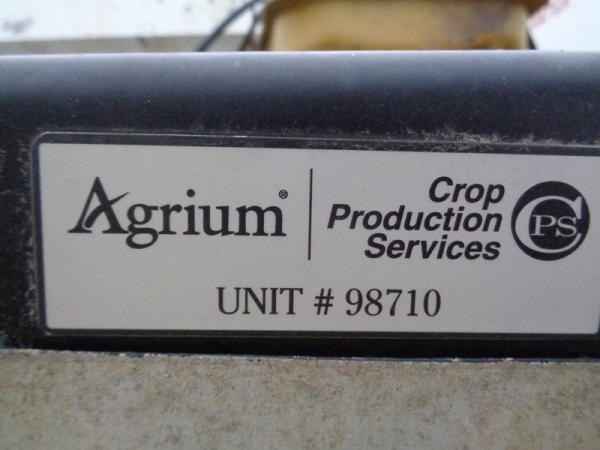 Agrium®
Crop
Production
Services
CPS
UNIT # 98710